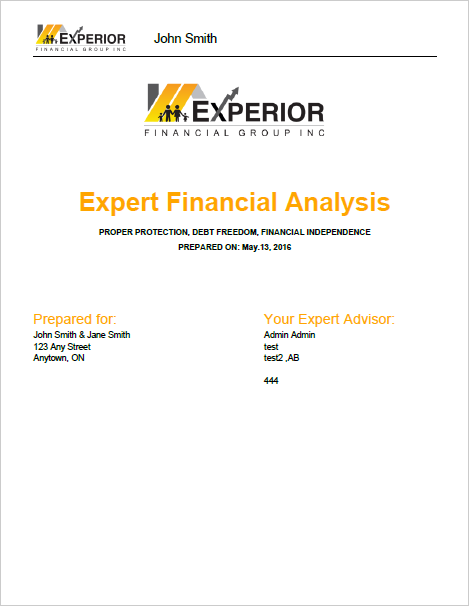 EXPERIOR
FINANCIAL GROUP INC
John Smith
EXPERIOR
FINANCIAL GROUP INC
Expert Financial Analysis
PROPER PROTECTION, DEBT FREEDOM, FINANCIAL INDEPENDENCE
PREPARED ON: May.13, 2016
Prepared for:
John Smith & Jane Smith
123 Any Street
Anytown, ON
Your Expert Advisor:
Admin Admin
test
test2 ,AB
444